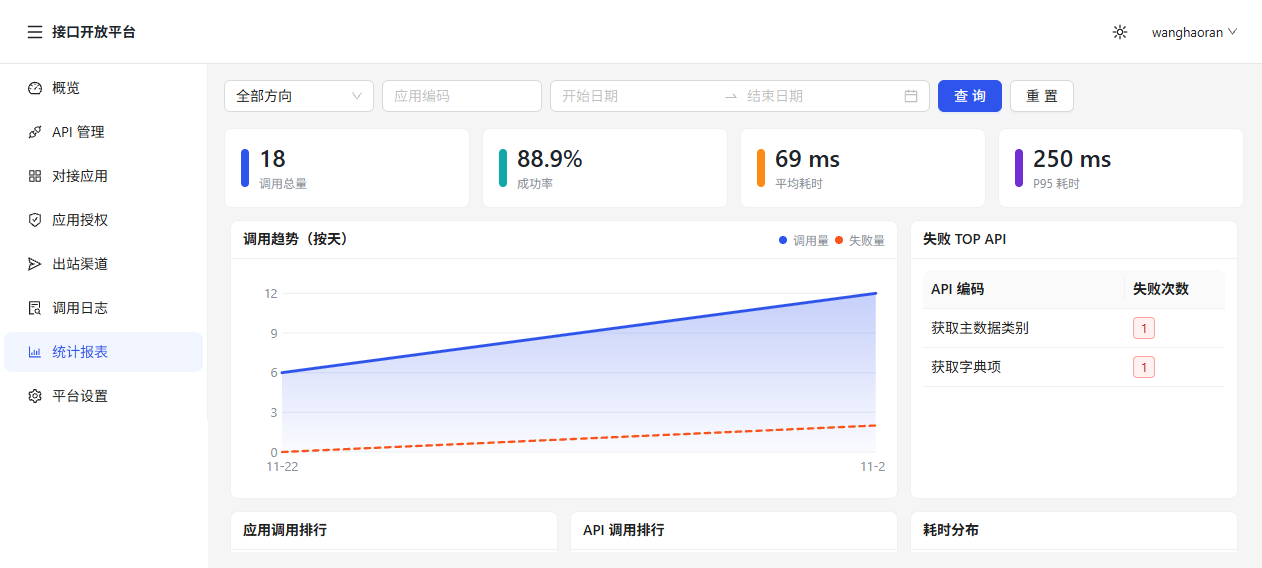 接口开放平台
wanghaoran
概览
API 管理
对接应用
应用授权
出站渠道
调用日志
统计报表
平台设置
全部方向
应用编码
开始日期
结束日期
查 询
重 置
18
调用总量
88.9%
成功率
69 ms
平均耗时
250 ms
P95 耗时
调用趋势（按天）
调用量
失败量
12
9
6
3
0
11-22
11-2
失败 TOP API
API 编码
失败次数
获取主数据类别
1
获取字典项
1
应用调用排行
API 调用排行
耗时分布